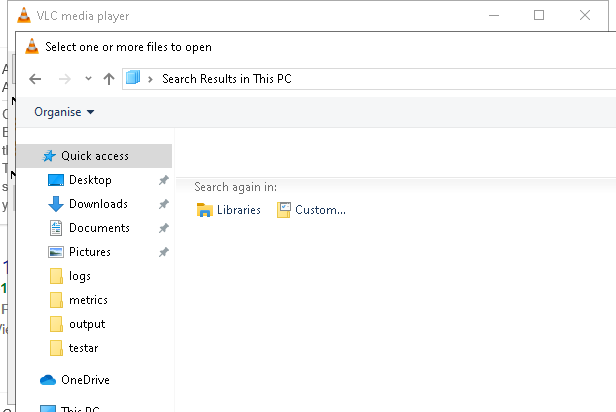 VLC media player
Select one or more files to open
Search Results in This PC
Organise
Quick access
Desktop
Downloads
Documents
Pictures
logs
metrics
output
testar
OneDrive
This PC
Search again in:
Libraries
Custom...